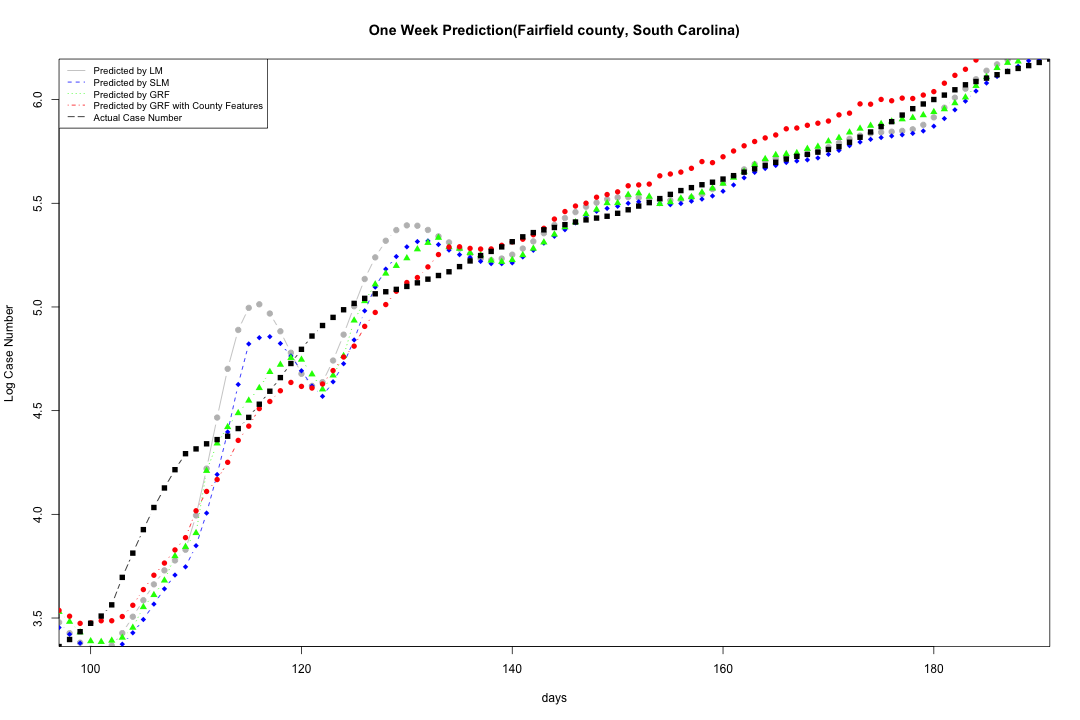 One Week Prediction(Fairfield county, South Carolina)
Predicted by LM
Predicted by SLM
Predicted by GRF
Predicted by GRF with County Features
Actual Case Number
6.0
5.5
5.0
4.5
4.0
3.5
Log Case Number
100 120 140 160 180
days